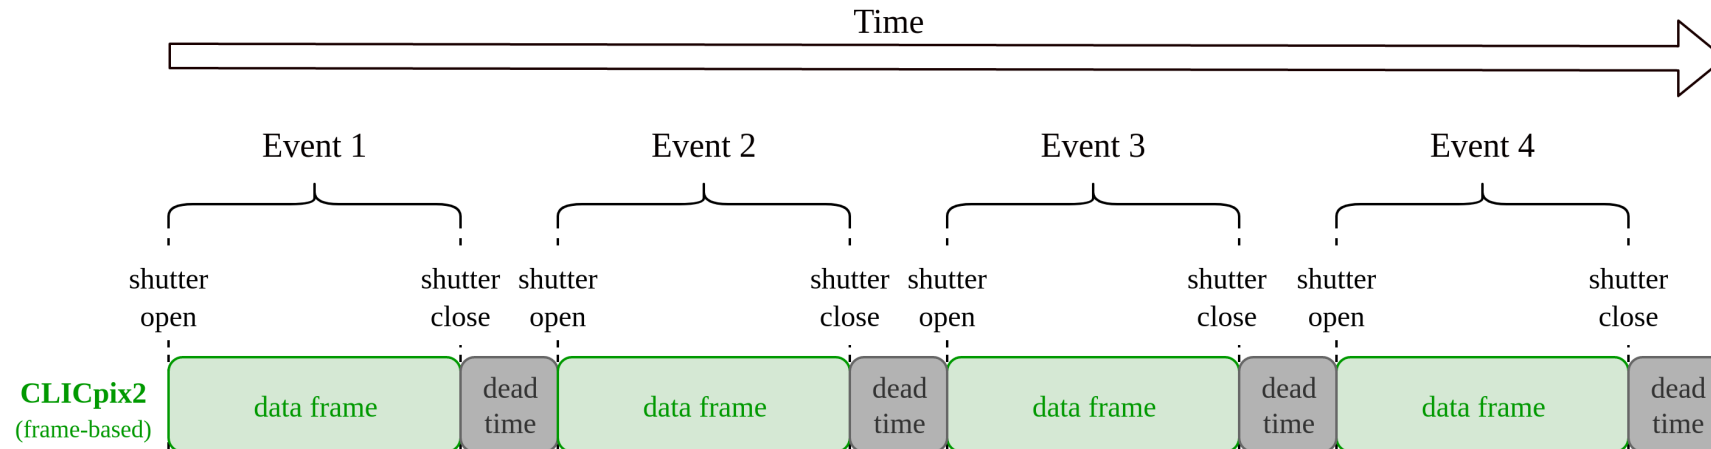 Time
Event 1 Event 2 Event 3 Event 4
shutter shutter shutter shutter shutter shutter shutter shutter
open close open close open close open close
CLICpix2
(frame-based)
data frame
dead
time
data frame
dead
time
data frame
dead
time
data frame
dead
time